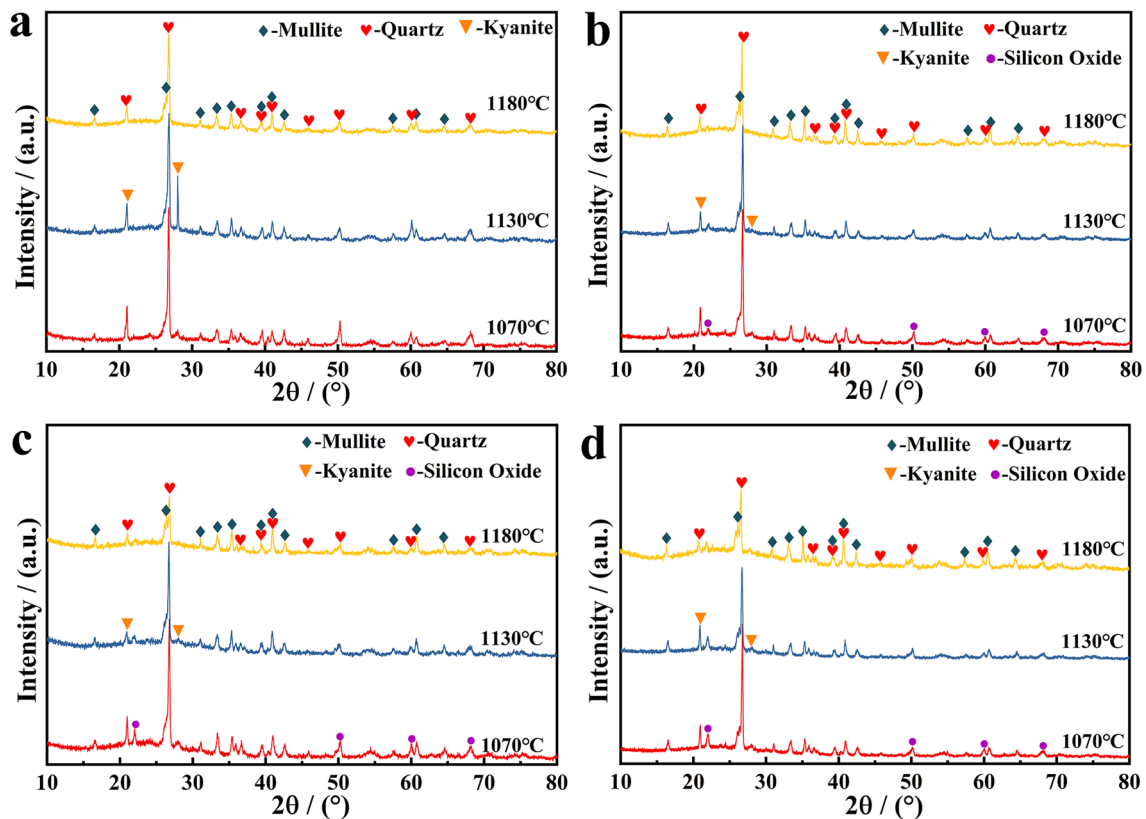 a
-Mullite -Quartz -Kyanite
1180℃
1130℃
1070℃
Intensity / (a.u.)
10 20 30 40 50 60 70 80
2θ / (°)
b
-Mullite -Quartz
-Kyanite -Silicon Oxide
1180℃
1130℃
1070℃
Intensity / (a.u.)
10 20 30 40 50 60 70 80
2θ / (°)
c
-Mullite -Quartz
-Kyanite -Silicon Oxide
1180℃
1130℃
1070℃
Intensity / (a.u.)
10 20 30 40 50 60 70 80
2θ / (°)
d
-Mullite -Quartz
-Kyanite -Silicon Oxide
1180℃
1130℃
1070℃
Intensity / (a.u.)
10 20 30 40 50 60 70 80
2θ / (°)